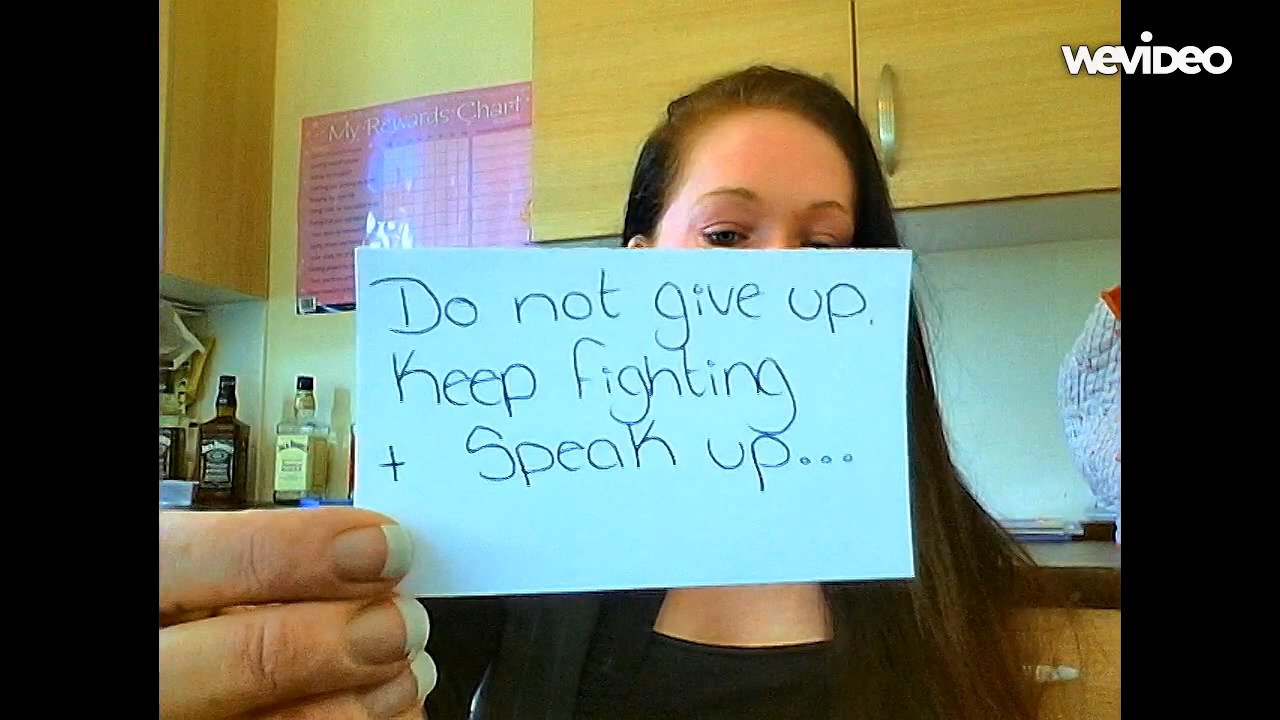 wevideo
My Rewards Chart
Do not give up.
Keep fighting
+ Speak up...